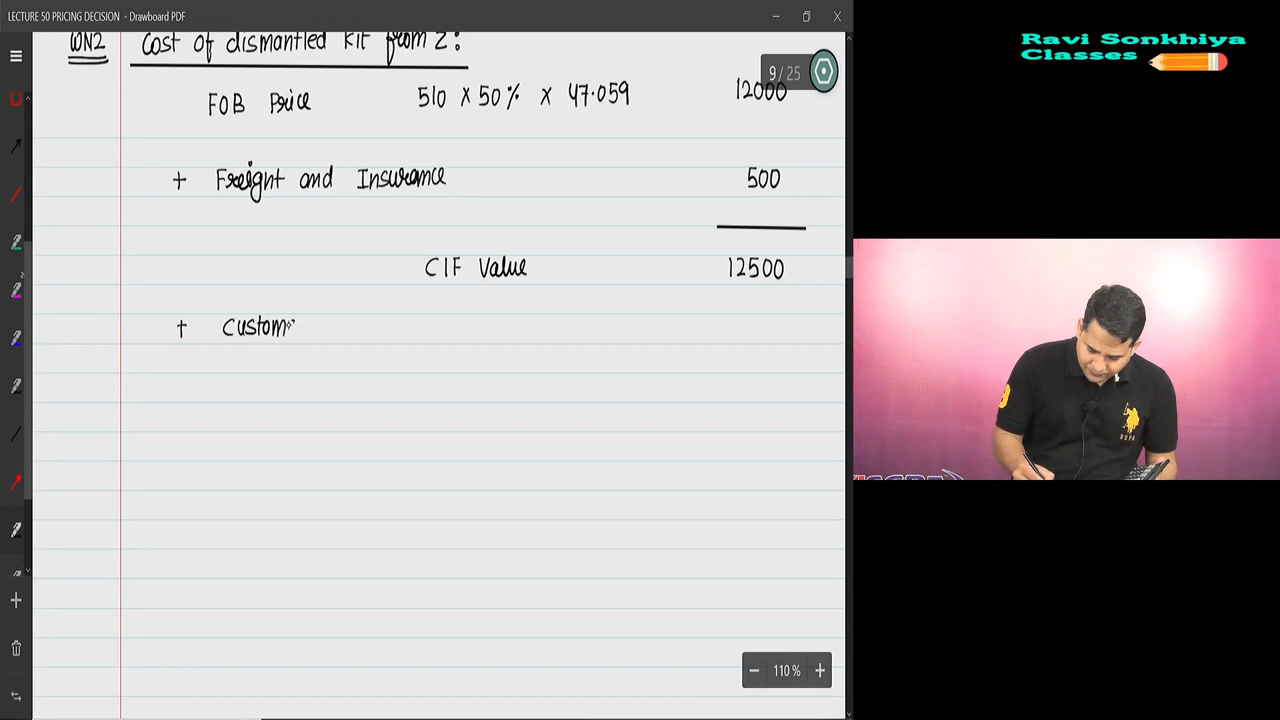 LECTURE 50 PRICING DECISION - Drawboard PDF
Ravi Sonkhiya
Classes
WN2 Cost of dismantled Kit from Z:
9 / 25
FOB Price 510 × 50% × 47.059 12000
+ Freight and Insurance 500
CIF Value 12500
+ Custom
USPA
110 %